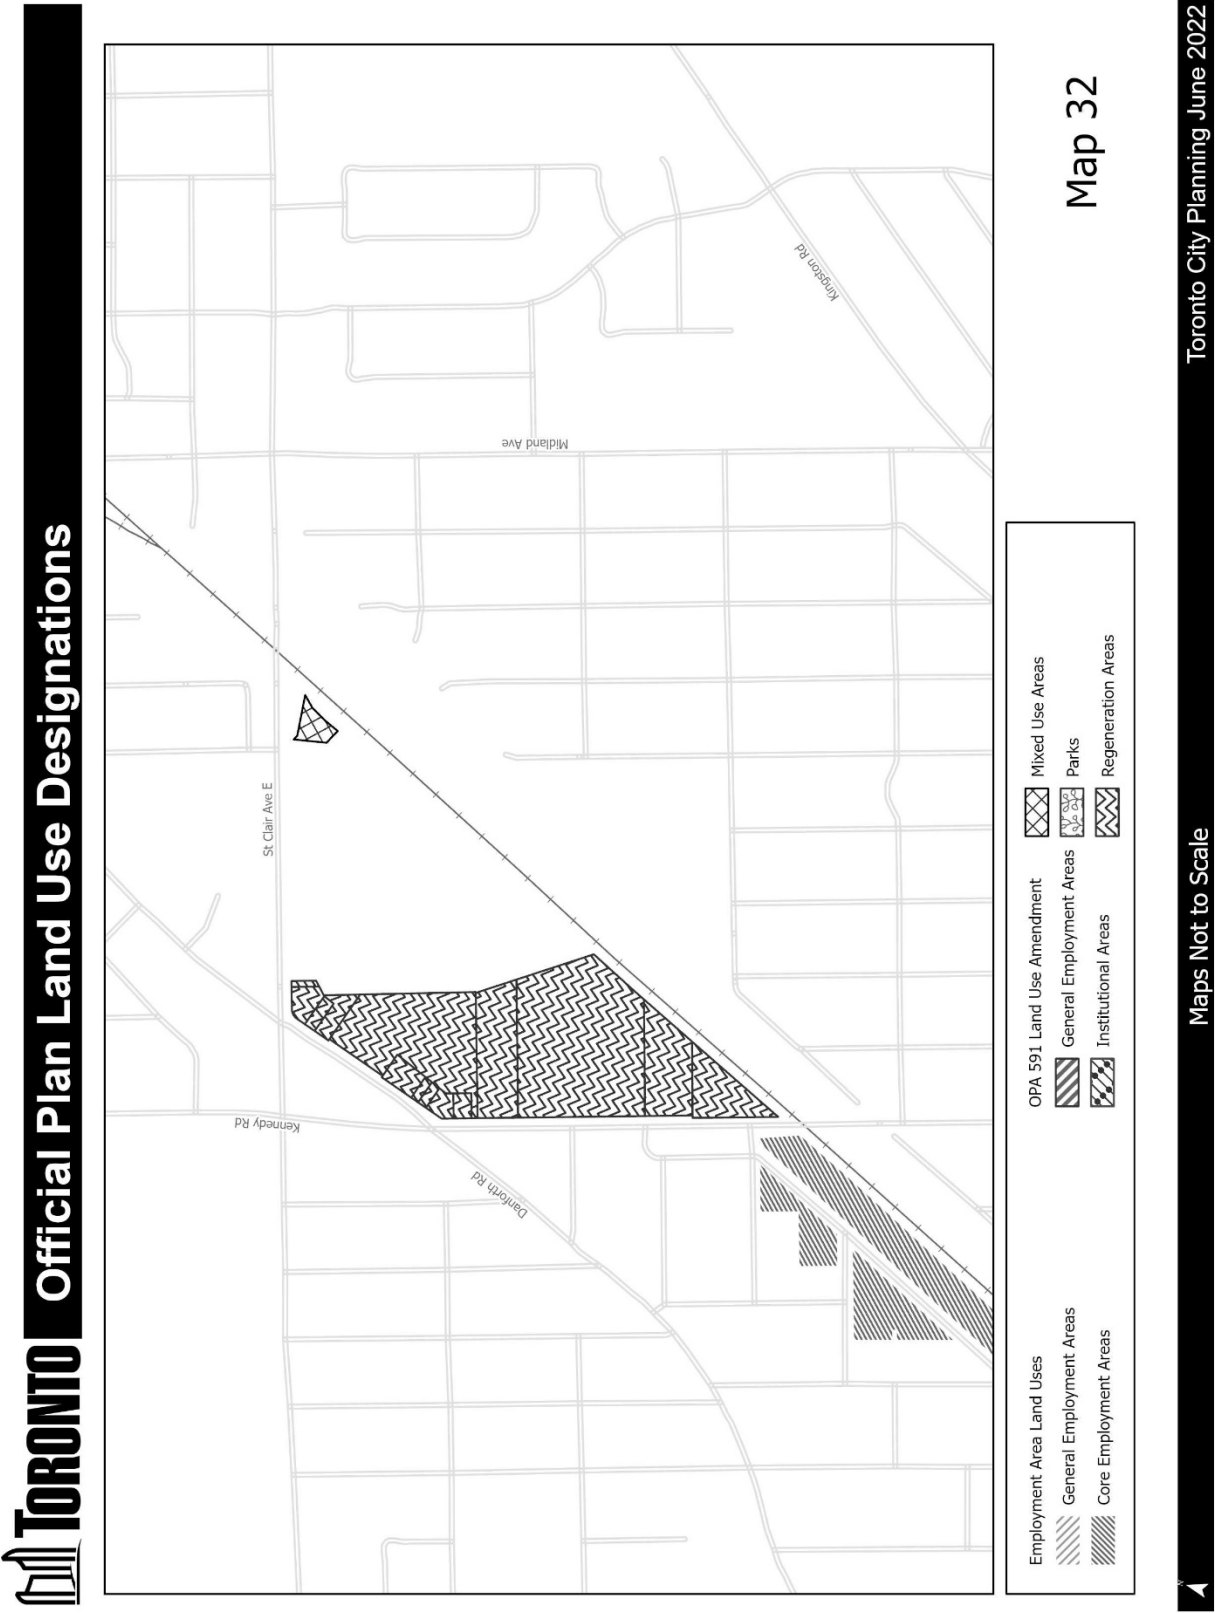 TORONTO
Official Plan Land Use Designations
St Clair Ave E
Kennedy Rd
Danforth Rd
Midland Ave
Kingston Rd
Employment Area Land Uses
General Employment Areas
Core Employment Areas
OPA 591 Land Use Amendment
General Employment Areas
Institutional Areas
Mixed Use Areas
Parks
Regeneration Areas
Map 32
Maps Not to Scale
Toronto City Planning June 2022